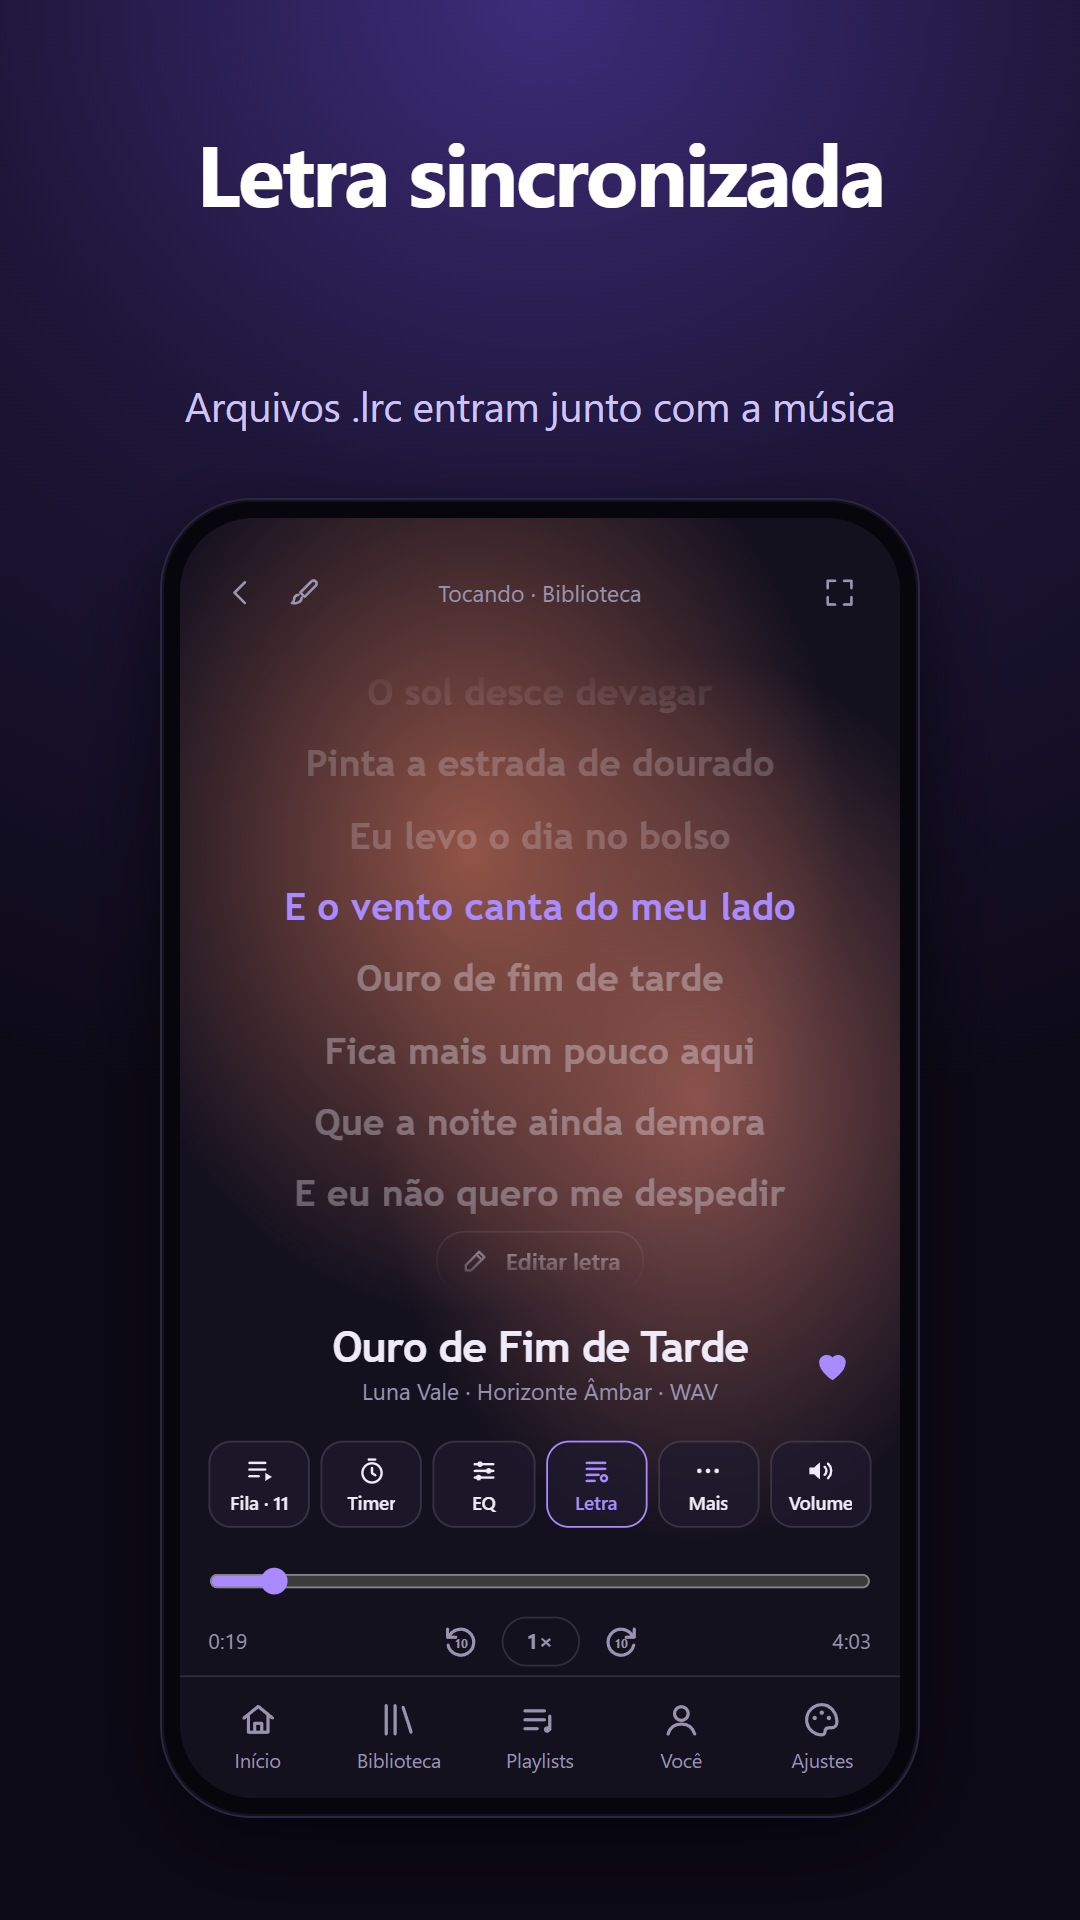 Letra sincronizada
Arquivos .lrc entram junto com a música
Tocando · Biblioteca
O sol desce devagar
Pinta a estrada de dourado
Eu levo o dia no bolso
E o vento canta do meu lado
Ouro de fim de tarde
Fica mais um pouco aqui
Que a noite ainda demora
E eu não quero me despedir
Editar letra
Ouro de Fim de Tarde
Luna Vale · Horizonte Âmbar · WAV
Fila · 11 Timer EQ Letra Mais Volume
0:19 10 1× 10 4:03
Início Biblioteca Playlists Você Ajustes